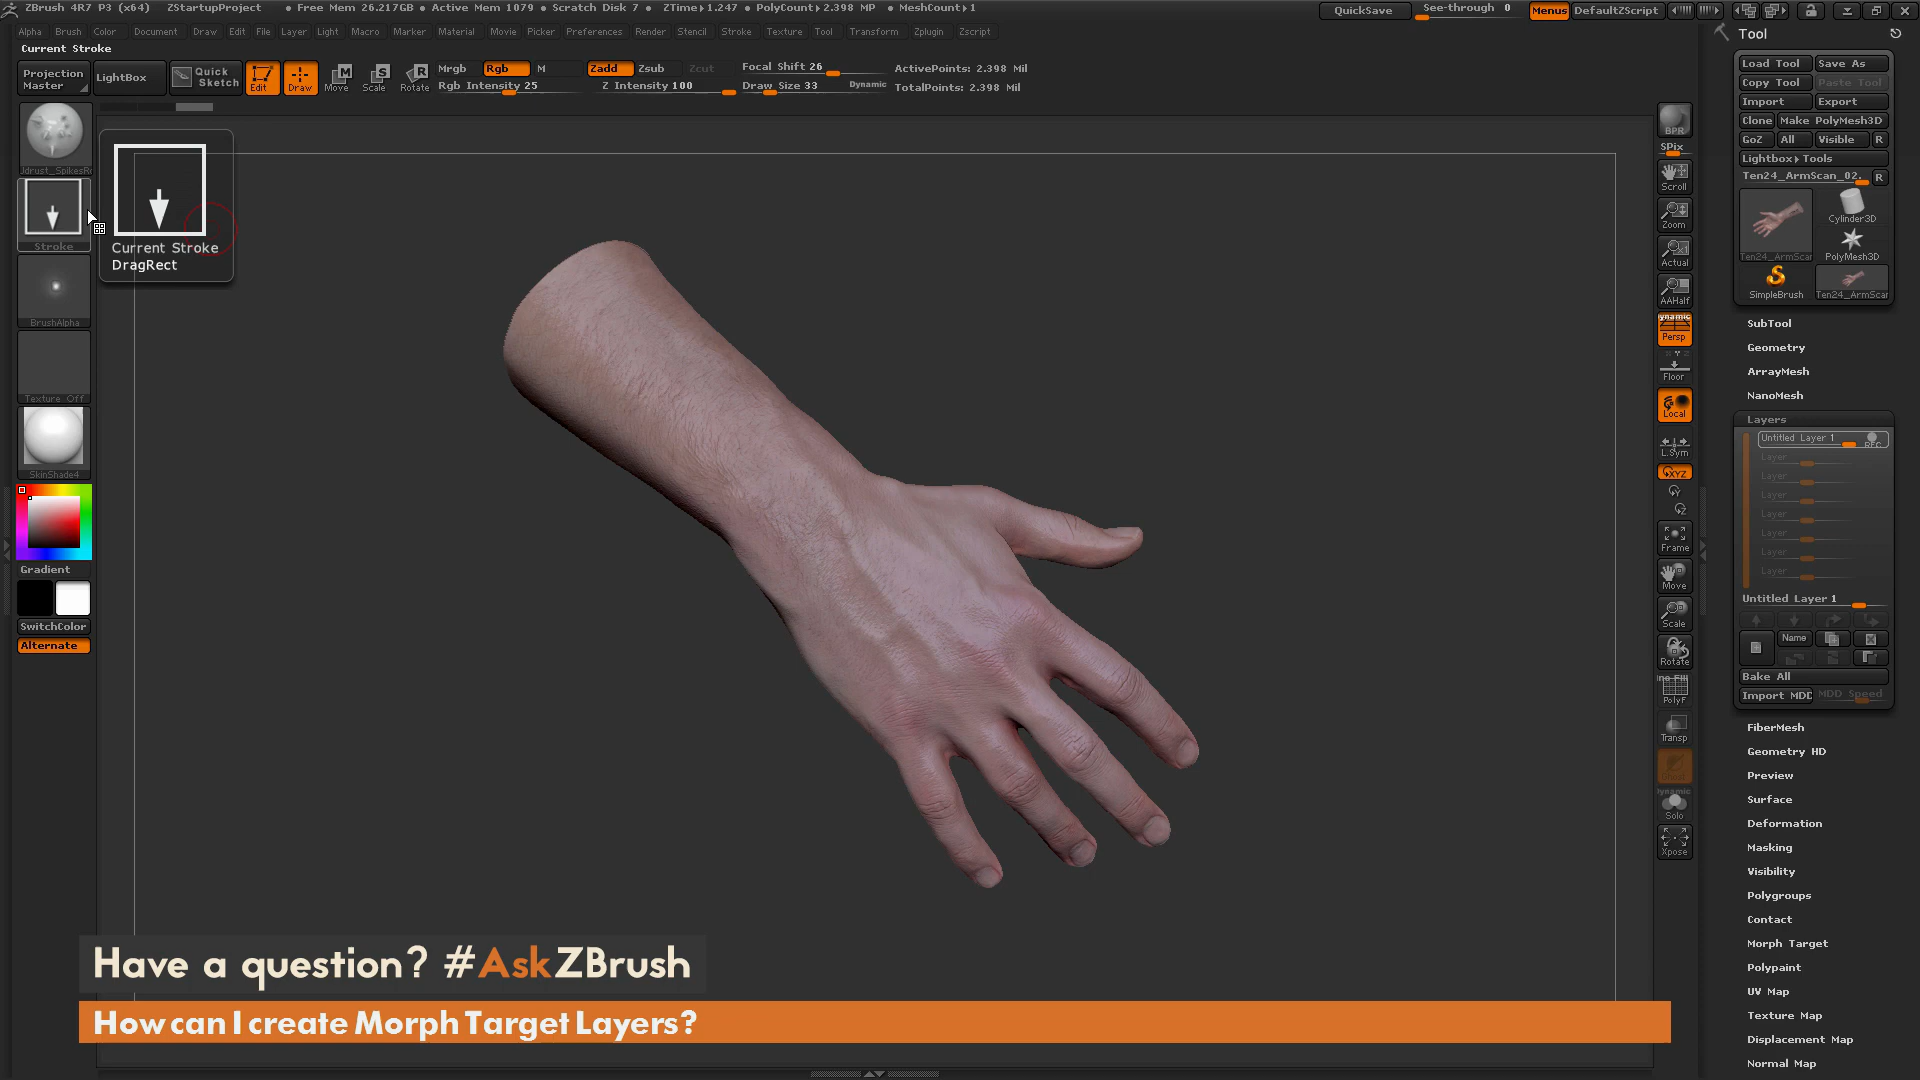 ZBrush 4R7 P3 (x64) ZStartupProject • Free Mem 26.217GB • Active Mem 1079 • Scratch Disk 7 • ZTime▸1.247 • PolyCount▸2.398 MP • MeshCount▸1 QuickSave See-through 0 Menus DefaultZScript
Alpha Brush Color Document Draw Edit File Layer Light Macro Marker Material Movie Picker Preferences Render Stencil Stroke Texture Tool Transform Zplugin Zscript
Current Stroke
Projection Master
LightBox
Quick Sketch
Edit
Draw
Move
Scale
Rotate
Mrgb Rgb M
Rgb Intensity 25
Zadd Zsub Zcut
Z Intensity 100
Focal Shift 26
Draw Size 33 Dynamic
ActivePoints: 2.398 Mil
TotalPoints: 2.398 Mil
Stroke
BrushAlpha
Texture Off
SkinShade4
Gradient
SwitchColor
Alternate
Current Stroke
DragRect
BPR
SPix
Scroll
Zoom
Actual
AAHalf
Persp
Floor
Local
L.Sym
XYZ
Frame
Move
Scale
Rotate
PolyF
Transp
Solo
Xpose
Tool
Load Tool Save As
Copy Tool Paste Tool
Import Export
Clone Make PolyMesh3D
GoZ All Visible R
Lightbox▸Tools
Ten24_ArmScan_02. R
Ten24_ArmScar
Cylinder3D
PolyMesh3D
SimpleBrush
Ten24_ArmScar
SubTool
Geometry
ArrayMesh
NanoMesh
Layers
Untitled Layer 1 REC
Layer
Layer
Layer
Layer
Layer
Layer
Layer
Untitled Layer 1
Name
Bake All
Import MDD MDD Speed
FiberMesh
Geometry HD
Preview
Surface
Deformation
Masking
Visibility
Polygroups
Contact
Morph Target
Polypaint
UV Map
Texture Map
Displacement Map
Normal Map
Have a question? #AskZBrush
How can I create Morph Target Layers?